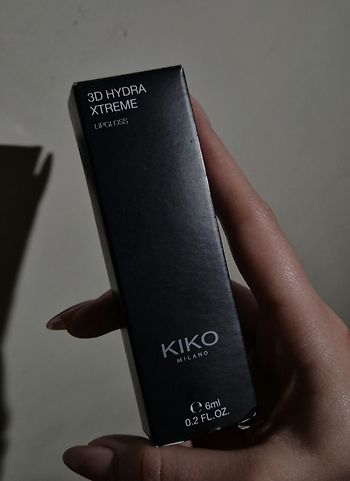 3D HYDRA
XTREME
LIPGLOSS
KIKO
MILANO
℮ 6ml
0.2 FL.OZ.